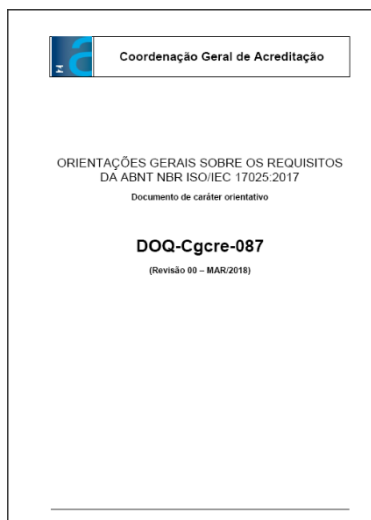 Coordenação Geral de Acreditação
ORIENTAÇÕES GERAIS SOBRE OS REQUISITOS
DA ABNT NBR ISO/IEC 17025:2017
Documento de caráter orientativo
DOQ-Cgcre-087
(Revisão 00 – MAR/2018)